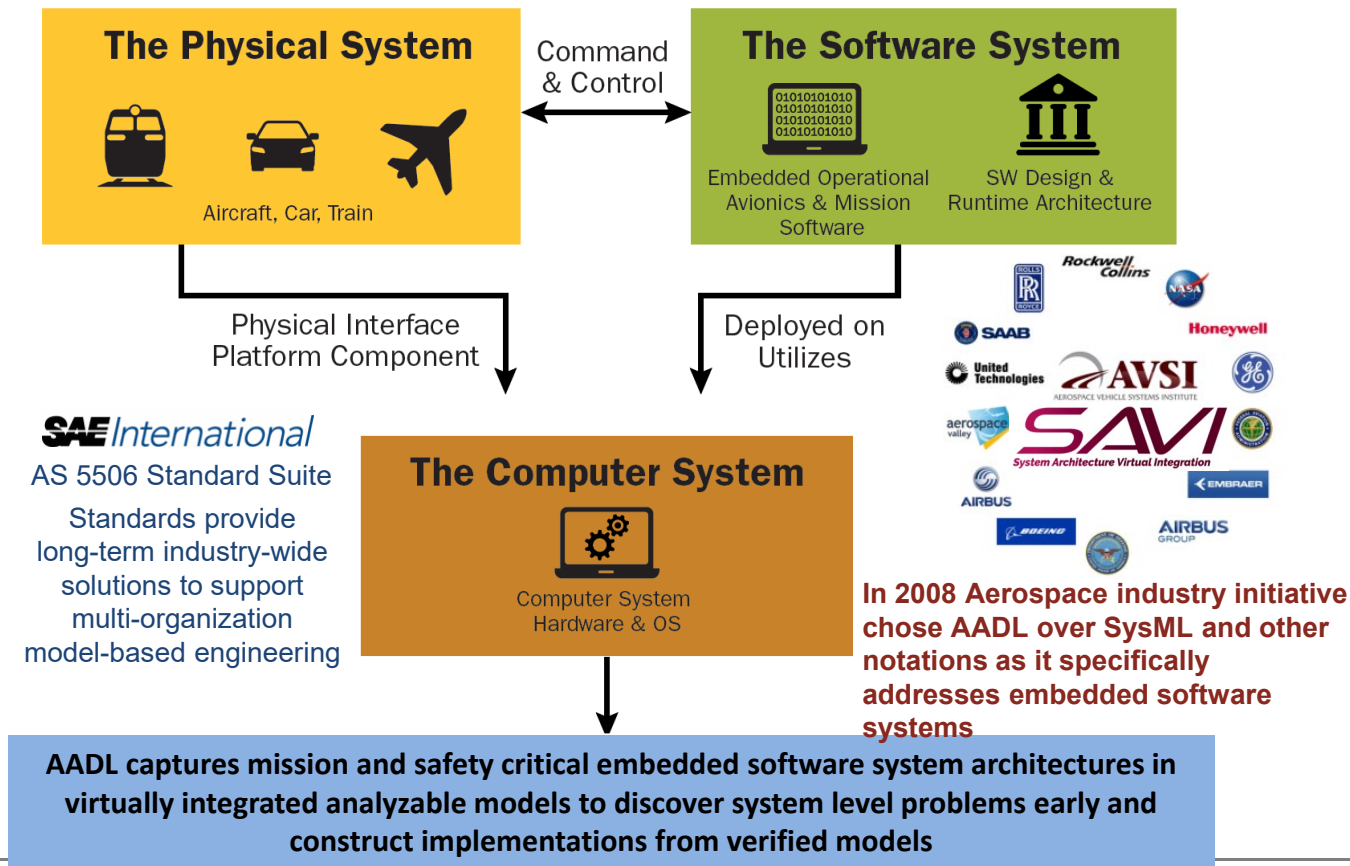 The Physical System
Aircraft, Car, Train
Command
& Control
The Software System
01010101010
01010101010
01010101010
01010101010
Embedded Operational
Avionics & Mission
Software
SW Design &
Runtime Architecture
Physical Interface
Platform Component
Deployed on
Utilizes
SAE International
AS 5506 Standard Suite
Standards provide
long-term industry-wide
solutions to support
multi-organization
model-based engineering
The Computer System
Computer System
Hardware & OS
Rockwell
Collins
ROLLS
RR
ROYCE
NASA
SAAB
Honeywell
United
Technologies
AVSI
AEROSPACE VEHICLE SYSTEMS INSTITUTE
GE
aerospace
valley
SAVI
System Architecture Virtual Integration
AIRBUS
EMBRAER
BOEING
AIRBUS
GROUP
In 2008 Aerospace industry initiative
chose AADL over SysML and other
notations as it specifically
addresses embedded software
systems
AADL captures mission and safety critical embedded software system architectures in
virtually integrated analyzable models to discover system level problems early and
construct implementations from verified models